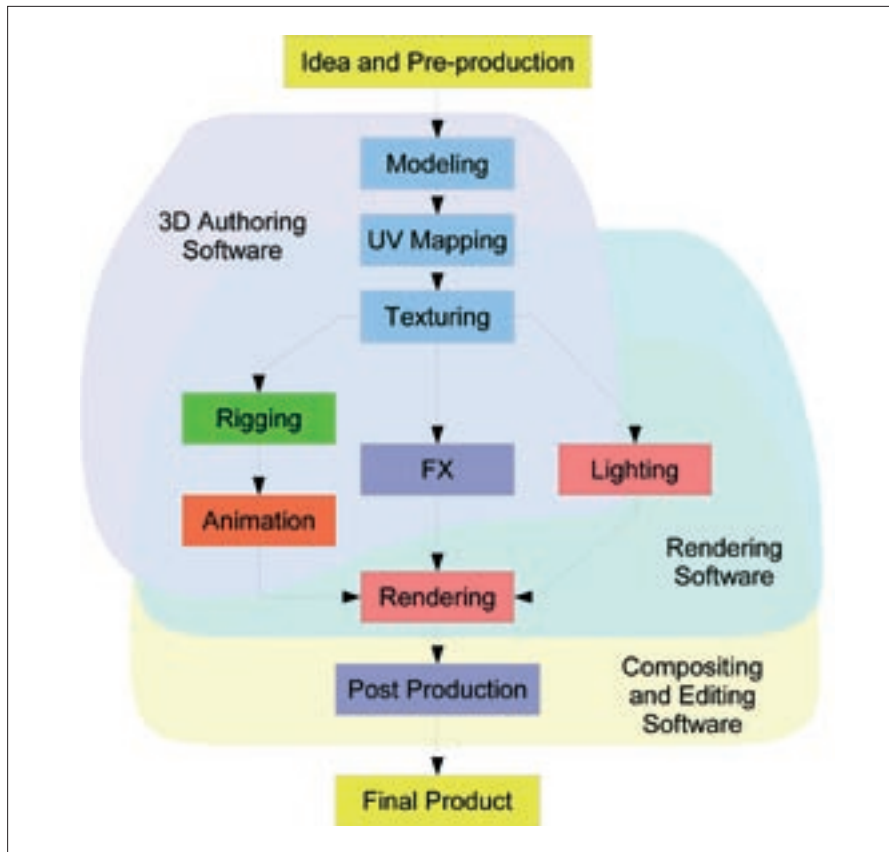 Idea and Pre-production
Modeling
3D Authoring
Software
UV Mapping
Texturing
Rigging
FX
Lighting
Animation
Rendering
Software
Rendering
Compositing
and Editing
Software
Post Production
Final Product